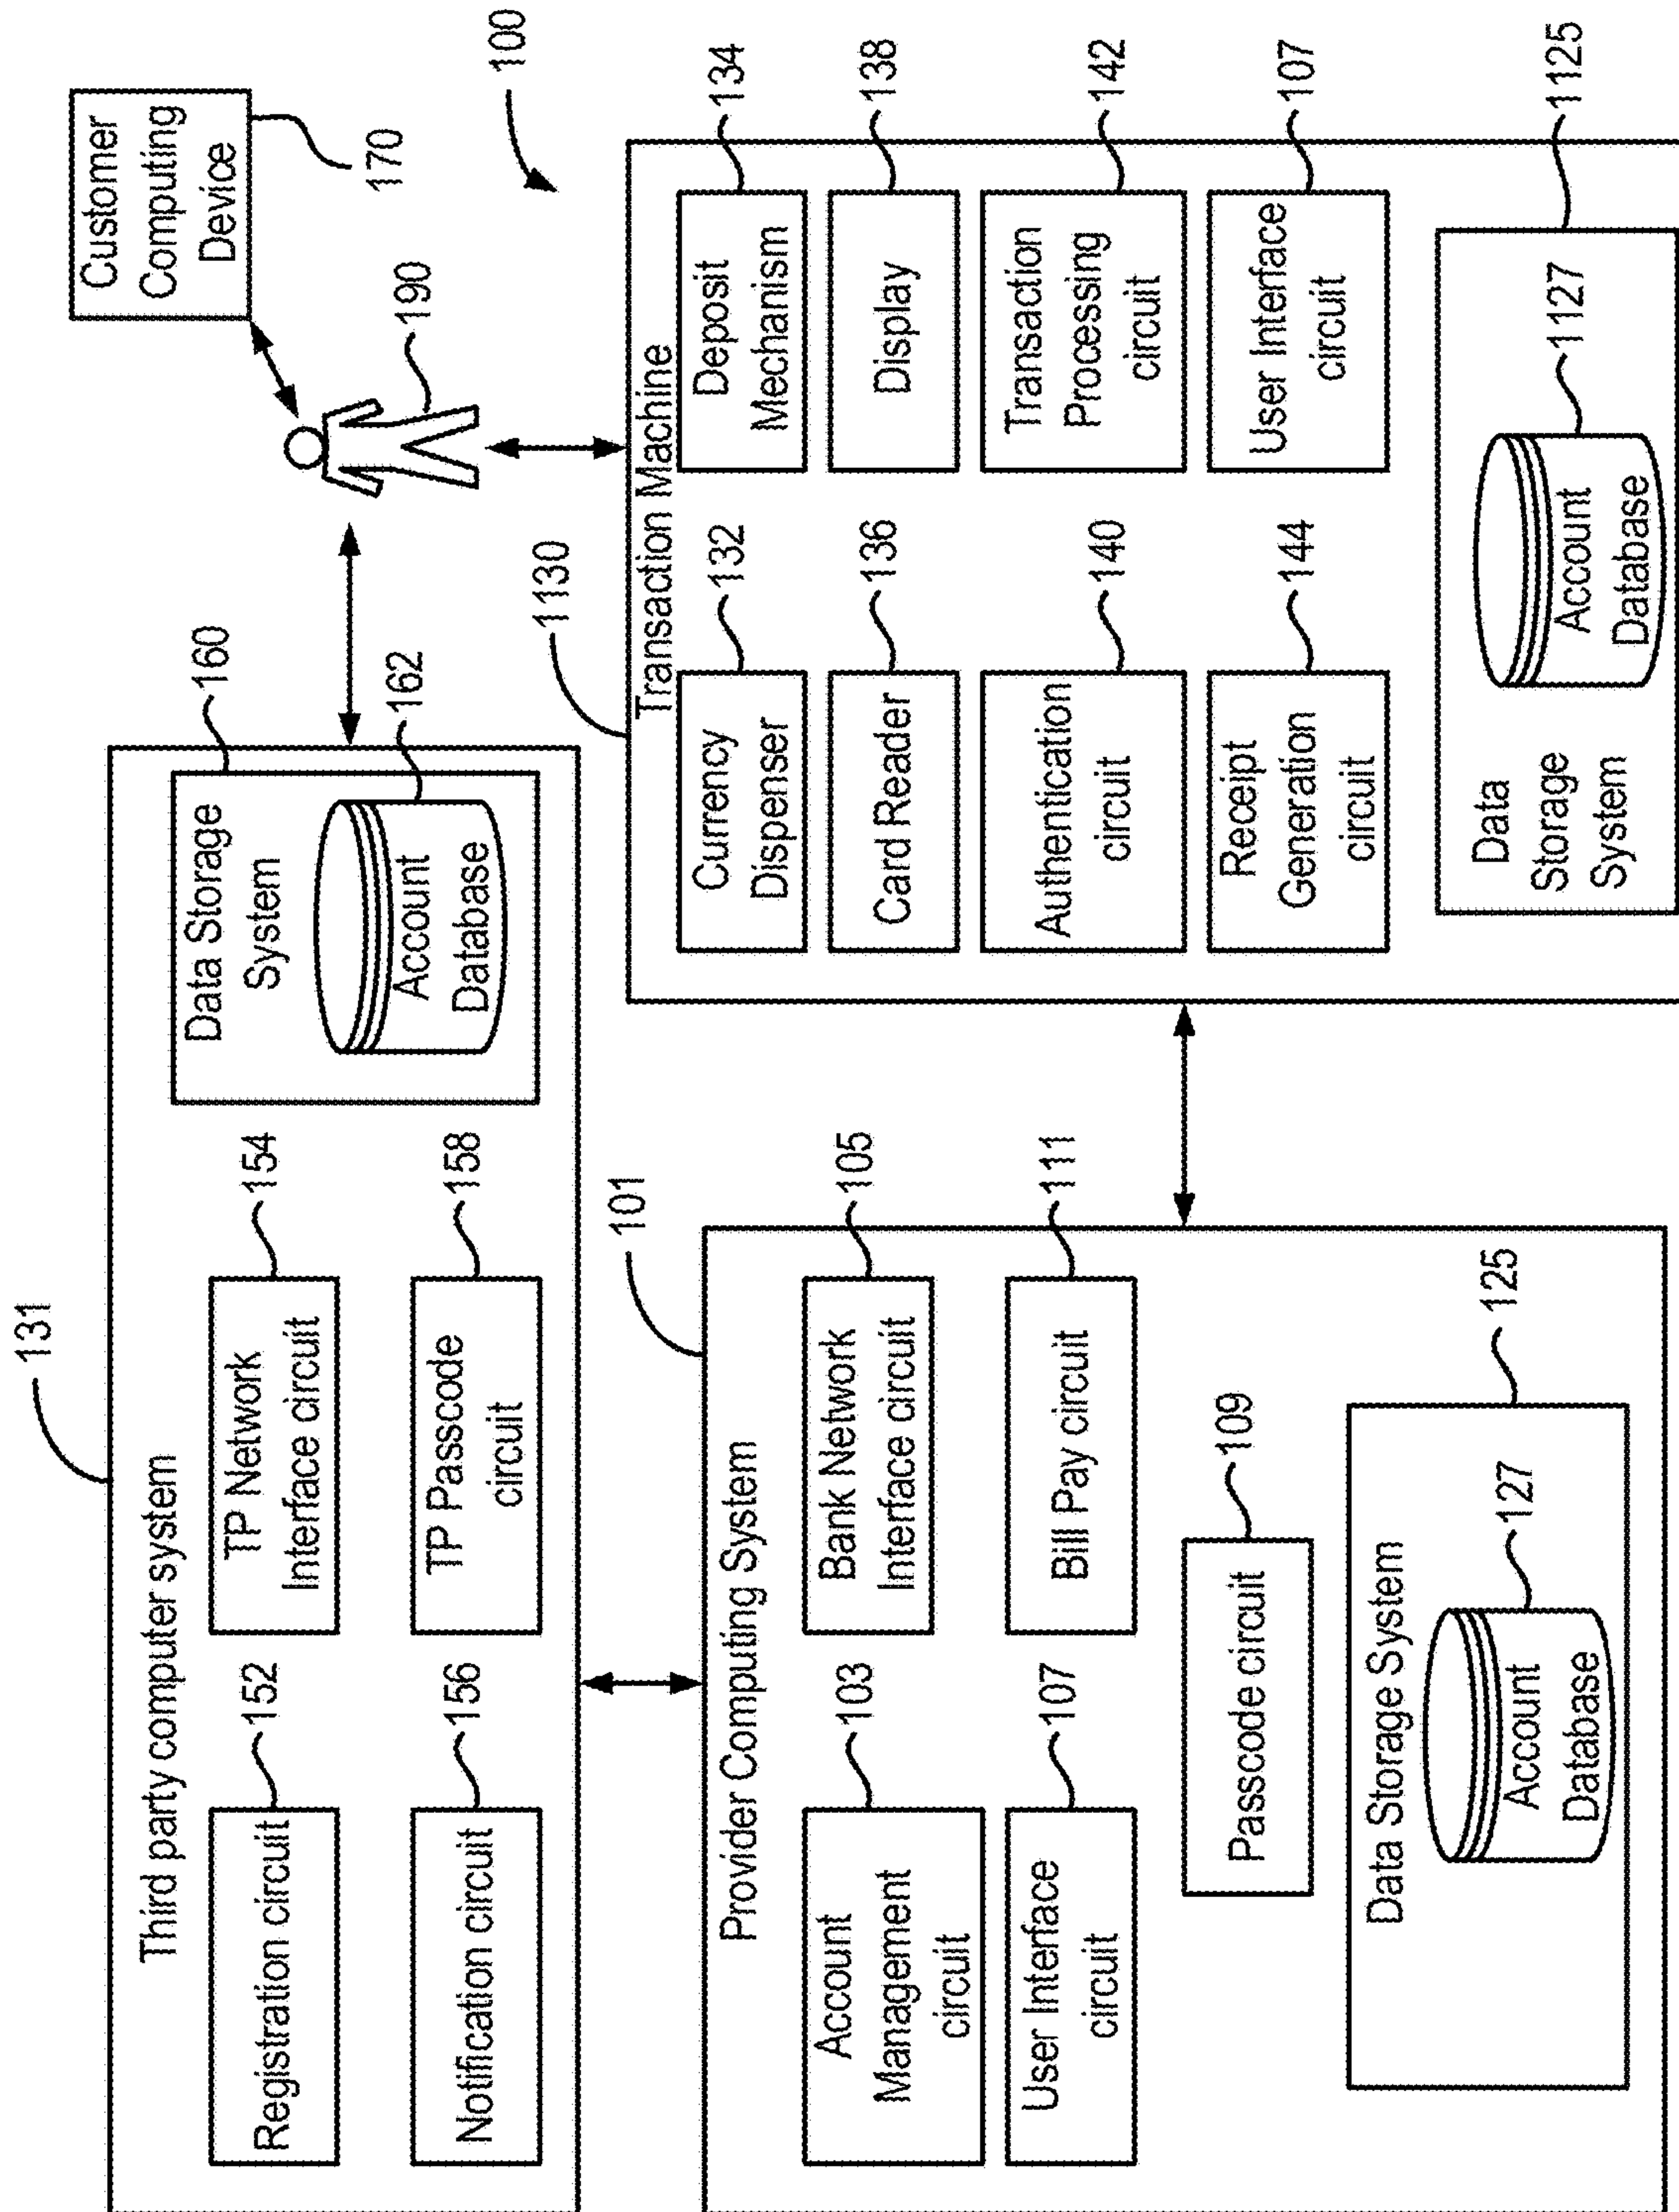 131
Third party computer system
Registration circuit
152
TP Network
Interface circuit
154
Notification circuit
156
TP Passcode
circuit
158
Data Storage
System
160
Account
Database
162
Customer
Computing
Device
170
190
100
101
Provider Computing System
Account
Management
circuit
103
Bank Network
Interface circuit
105
User Interface
circuit
107
Bill Pay circuit
111
Passcode circuit
109
Data Storage System
125
Account
Database
127
1130
Transaction Machine
Currency
Dispenser
132
Deposit
Mechanism
134
Card Reader
136
Display
138
Authentication
circuit
140
Transaction
Processing
circuit
142
Receipt
Generation
circuit
144
User Interface
circuit
107
Data
Storage
System
1125
Account
Database
1127